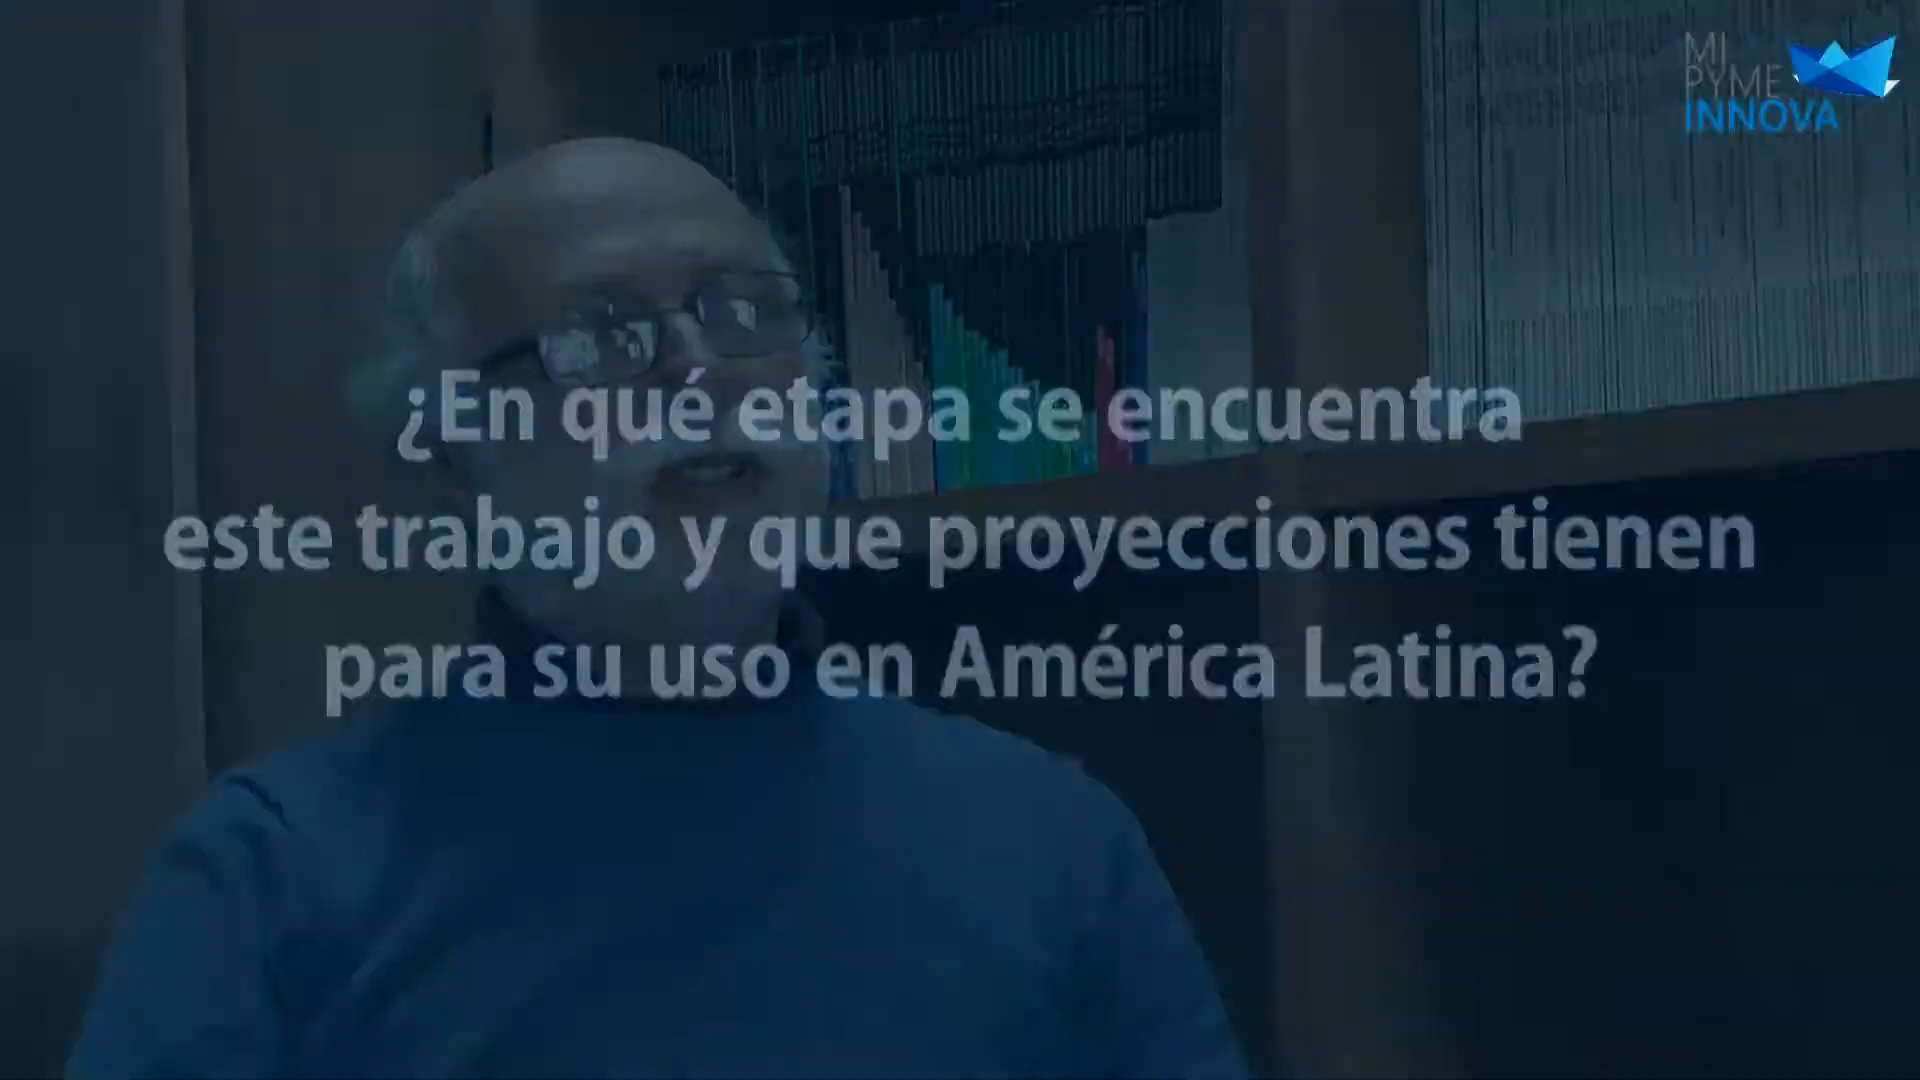 MI
PYME
INNOVA
¿En qué etapa se encuentra
este trabajo y que proyecciones tienen
para su uso en América Latina?